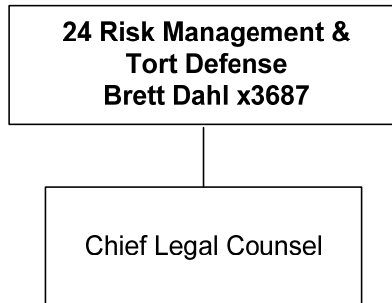 24 Risk Management &
Tort Defense
Brett Dahl x3687
Chief Legal Counsel